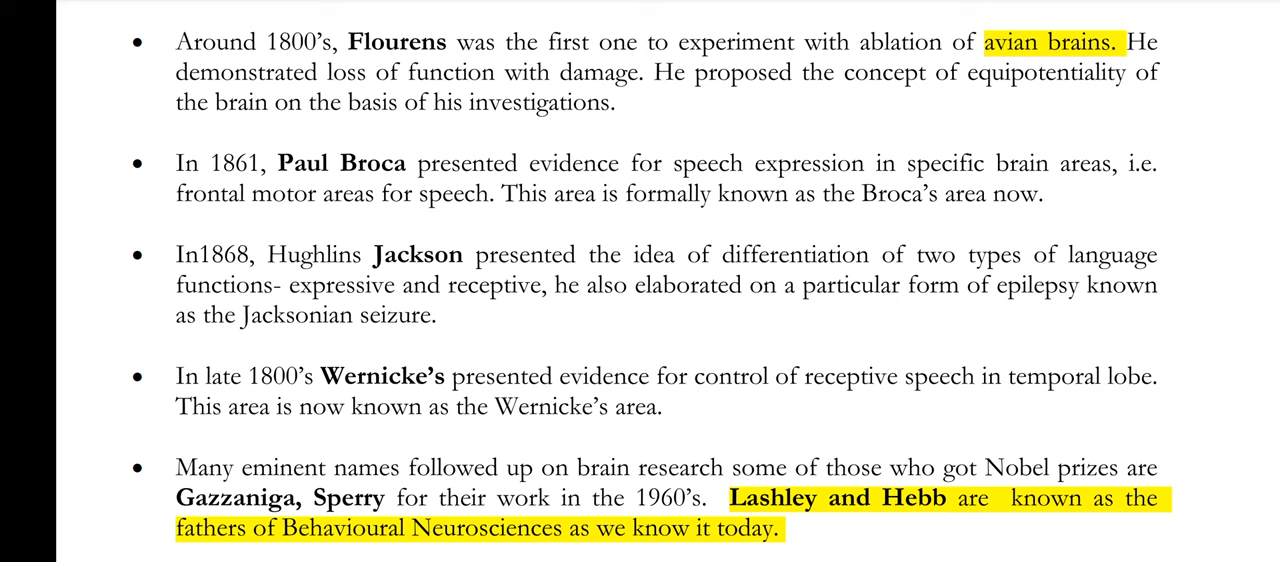 • Around 1800’s, Flourens was the first one to experiment with ablation of avian brains. He
demonstrated loss of function with damage. He proposed the concept of equipotentiality of
the brain on the basis of his investigations.
• In 1861, Paul Broca presented evidence for speech expression in specific brain areas, i.e.
frontal motor areas for speech. This area is formally known as the Broca’s area now.
• In1868, Hughlins Jackson presented the idea of differentiation of two types of language
functions- expressive and receptive, he also elaborated on a particular form of epilepsy known
as the Jacksonian seizure.
• In late 1800’s Wernicke’s presented evidence for control of receptive speech in temporal lobe.
This area is now known as the Wernicke’s area.
• Many eminent names followed up on brain research some of those who got Nobel prizes are
Gazzaniga, Sperry for their work in the 1960’s. Lashley and Hebb are known as the
fathers of Behavioural Neurosciences as we know it today.